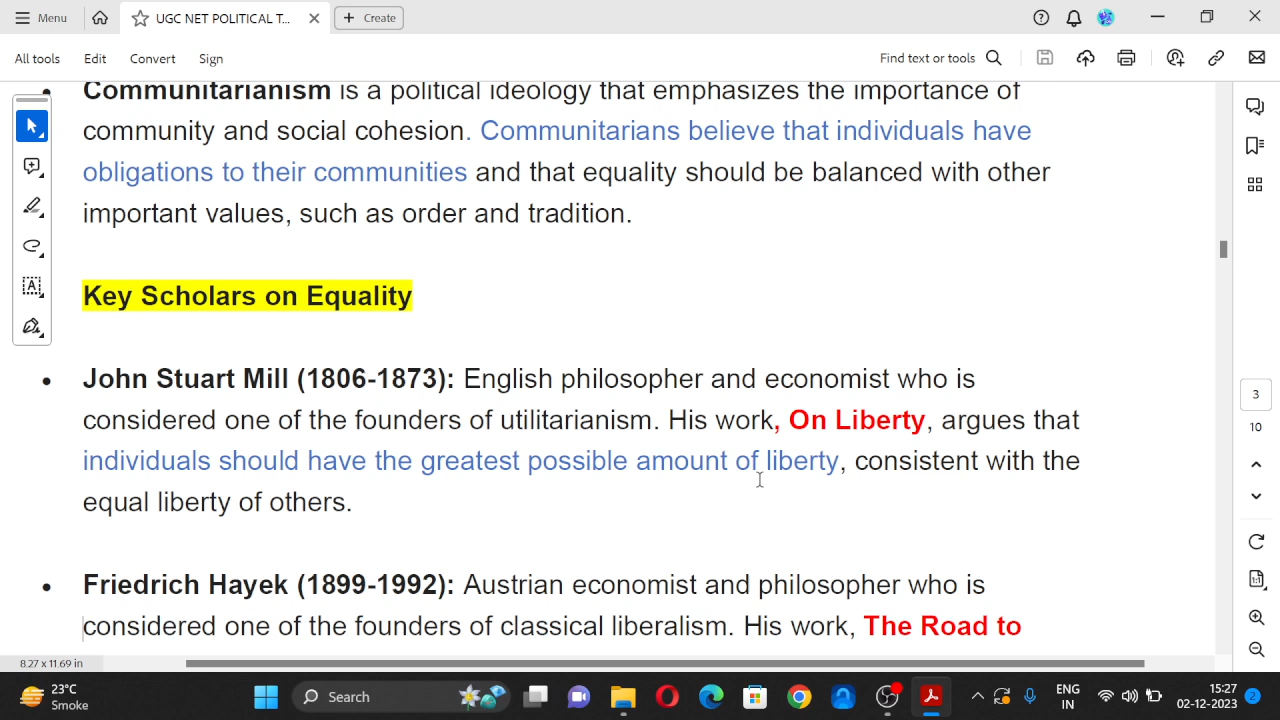 Menu
UGC NET POLITICAL T...
Create
All tools
Edit
Convert
Sign
Find text or tools
• Communitarianism is a political ideology that emphasizes the importance of
community and social cohesion. Communitarians believe that individuals have
obligations to their communities and that equality should be balanced with other
important values, such as order and tradition.
Key Scholars on Equality
• John Stuart Mill (1806-1873): English philosopher and economist who is
considered one of the founders of utilitarianism. His work, On Liberty, argues that
individuals should have the greatest possible amount of liberty, consistent with the
equal liberty of others.
• Friedrich Hayek (1899-1992): Austrian economist and philosopher who is
considered one of the founders of classical liberalism. His work, The Road to
3
10
1:1
8.27 x 11.69 in
23°C
Smoke
Search
ENG
IN
15:27
02-12-2023
2